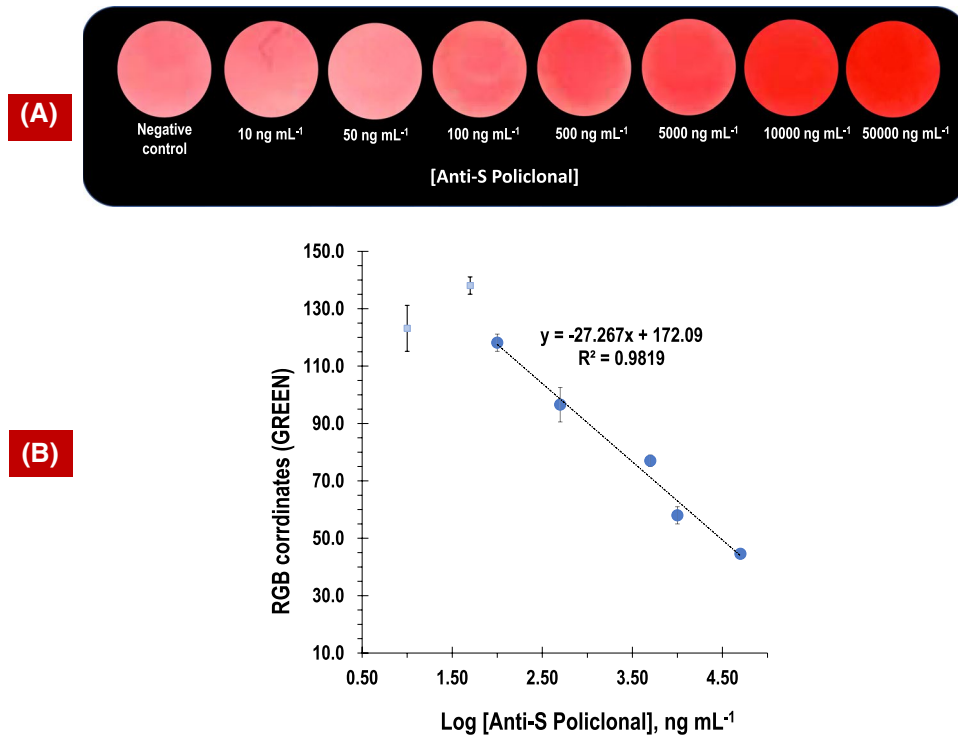 (A)
Negative
control
10 ng mL⁻¹
50 ng mL⁻¹
100 ng mL⁻¹
500 ng mL⁻¹
5000 ng mL⁻¹
10000 ng mL⁻¹
50000 ng mL⁻¹
[Anti-S Policlonal]
(B)
RGB corrdinates (GREEN)
150.0
130.0
110.0
90.0
70.0
50.0
30.0
10.0
y = -27.267x + 172.09
R² = 0.9819
0.50
1.50
2.50
3.50
4.50
Log [Anti-S Policlonal], ng mL⁻¹